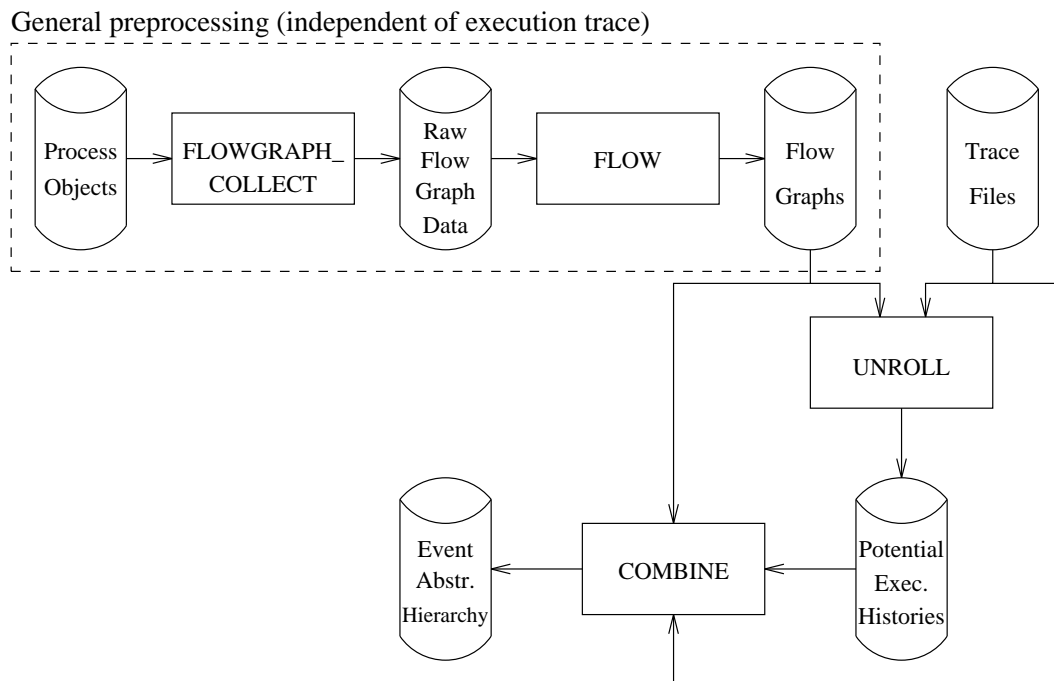 General preprocessing (independent of execution trace)
Process
Objects
FLOWGRAPH_
COLLECT
Raw
Flow
Graph
Data
FLOW
Flow
Graphs
Trace
Files
UNROLL
Event
Abstr.
Hierarchy
COMBINE
Potential
Exec.
Histories